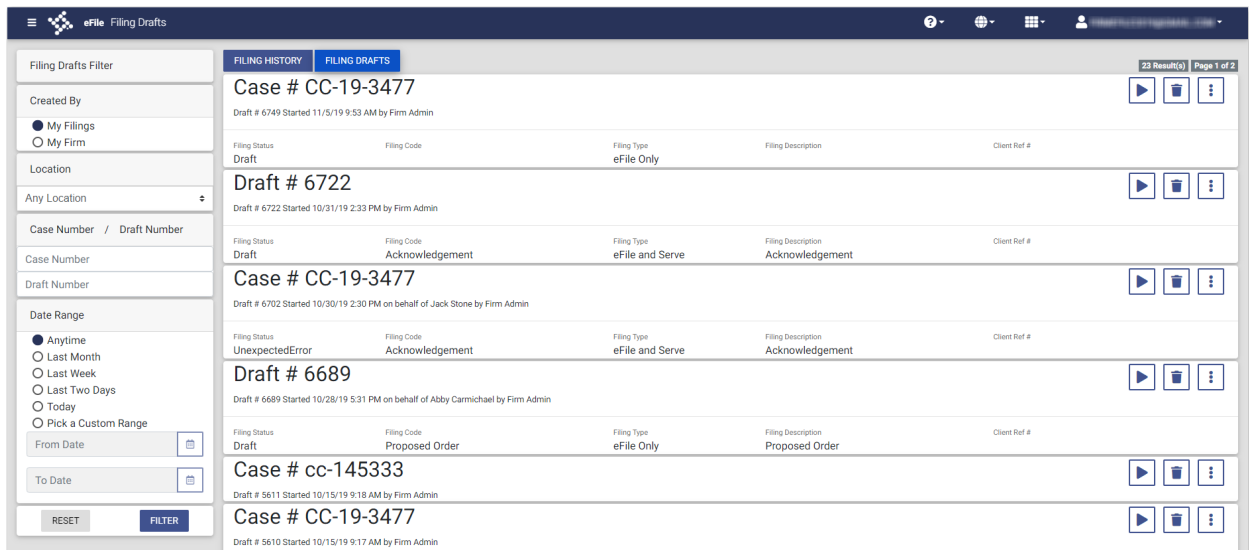 eFile Filing Drafts
Filing Drafts Filter
Created By
My Filings
My Firm
Location
Any Location
Case Number / Draft Number
Case Number
Draft Number
Date Range
Anytime
Last Month
Last Week
Last Two Days
Today
Pick a Custom Range
From Date
To Date
RESET FILTER
FILING HISTORY FILING DRAFTS
23 Result(s) Page 1 of 2
Case # CC-19-3477
Draft # 6749 Started 11/5/19 9:53 AM by Firm Admin
Filing Status Filing Code Filing Type Filing Description Client Ref #
Draft eFile Only
Draft # 6722
Draft # 6722 Started 10/31/19 2:33 PM by Firm Admin
Filing Status Filing Code Filing Type Filing Description Client Ref #
Draft Acknowledgement eFile and Serve Acknowledgement
Case # CC-19-3477
Draft # 6702 Started 10/30/19 2:30 PM on behalf of Jack Stone by Firm Admin
Filing Status Filing Code Filing Type Filing Description Client Ref #
UnexpectedError Acknowledgement eFile and Serve Acknowledgement
Draft # 6689
Draft # 6689 Started 10/28/19 5:31 PM on behalf of Abby Carmichael by Firm Admin
Filing Status Filing Code Filing Type Filing Description Client Ref #
Draft Proposed Order eFile Only Proposed Order
Case # cc-145333
Draft # 5611 Started 10/15/19 9:18 AM by Firm Admin
Case # CC-19-3477
Draft # 5610 Started 10/15/19 9:17 AM by Firm Admin